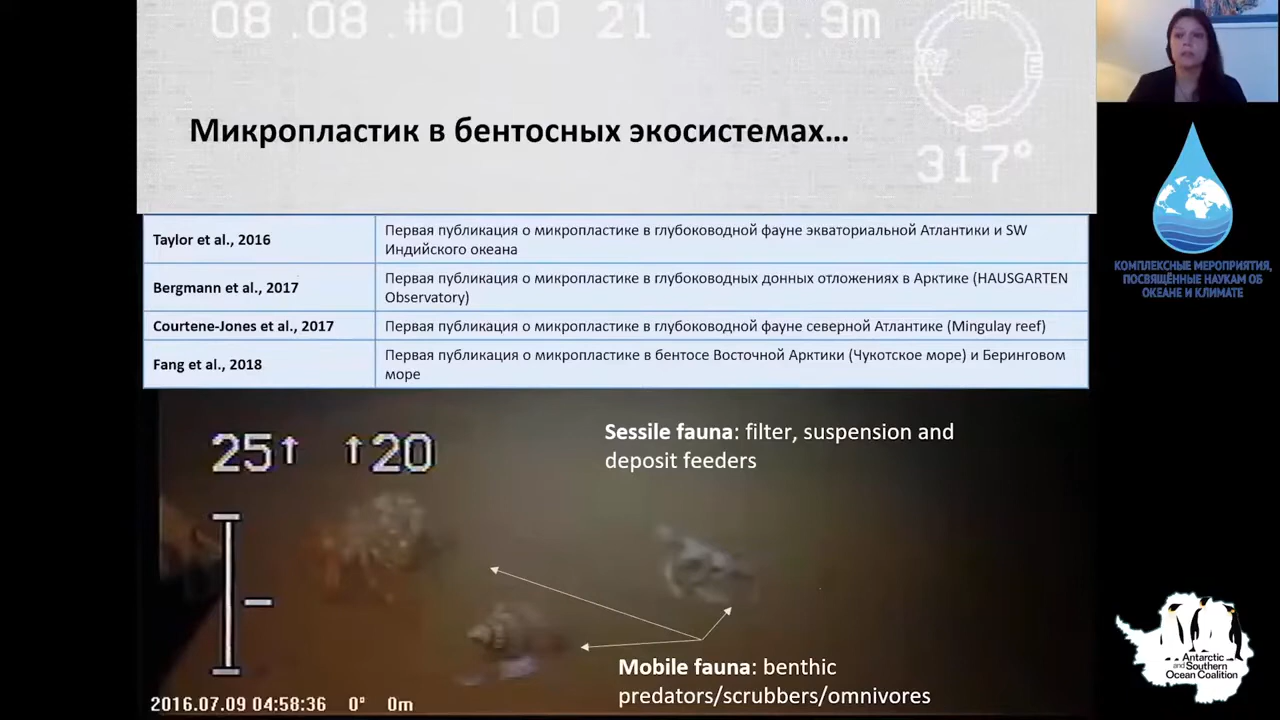 08 .08 .#0 10 21 30 .9m
317°
Микропластик в бентосных экосистемах...
Taylor et al., 2016
Первая публикация о микропластике в глубоководной фауне экваториальной Атлантики и SW
Индийского океана
Bergmann et al., 2017
Первая публикация о микропластике в глубоководных донных отложениях в Арктике (HAUSGARTEN
Observatory)
Courtene-Jones et al., 2017
Первая публикация о микропластике в глубоководной фауне северной Атлантике (Mingulay reef)
Fang et al., 2018
Первая публикация о микропластике в бентосе Восточной Арктики (Чукотское море) и Беринговом
море
25↑ ↑20
Sessile fauna: filter, suspension and
deposit feeders
Mobile fauna: benthic
predators/scrubbers/omnivores
2016.07.09 04:58:36 0° 0m
КОМПЛЕКСНЫЕ МЕРОПРИЯТИЯ,
ПОСВЯЩЁННЫЕ НАУКАМ ОБ
ОКЕАНЕ И КЛИМАТЕ
Antarctic
and Southern
Ocean Coalition